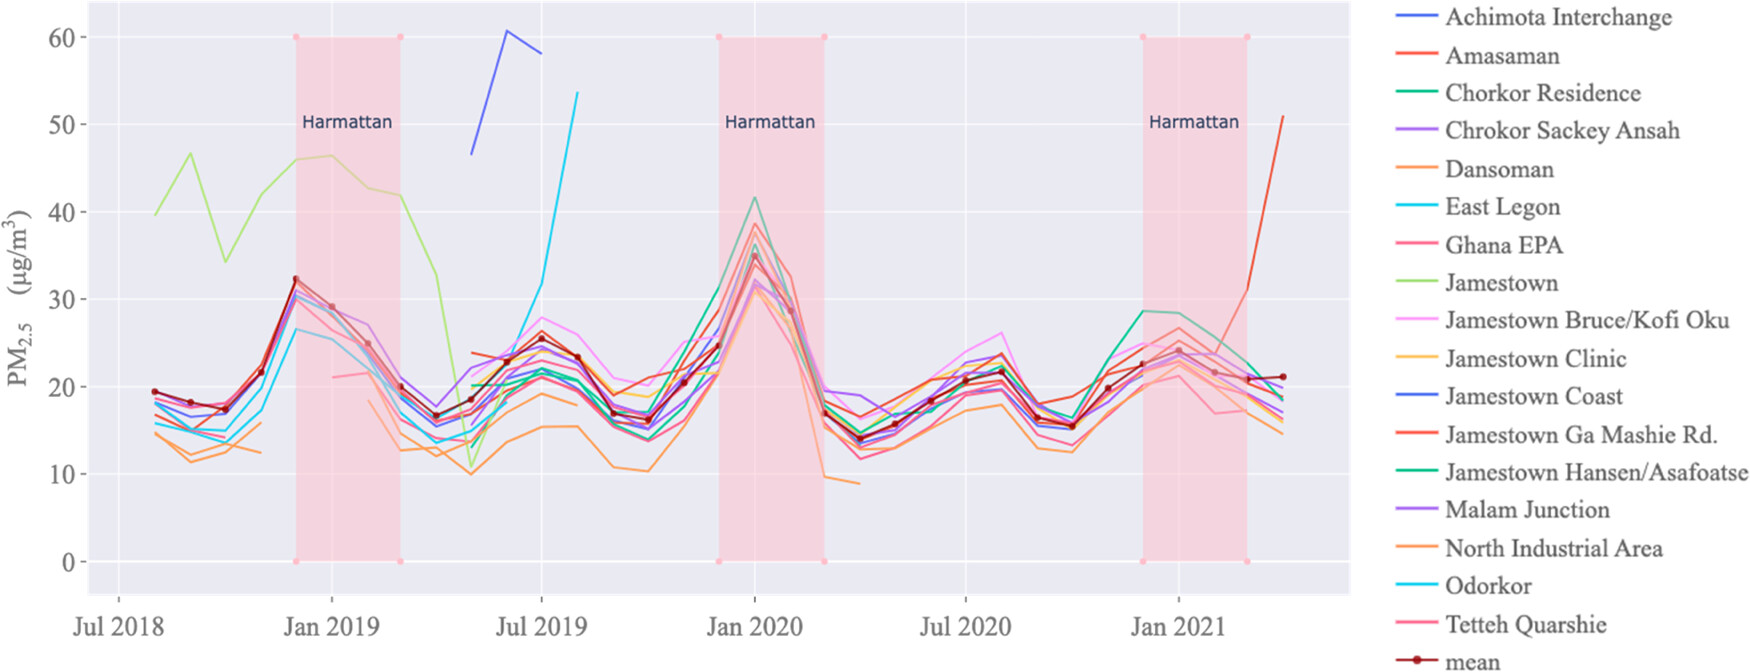 PM2.5 (μg/m3)
60
50
40
30
20
10
0
Harmattan
Harmattan
Harmattan
Jul 2018
Jan 2019
Jul 2019
Jan 2020
Jul 2020
Jan 2021
Achimota Interchange
Amasaman
Chorkor Residence
Chrokor Sackey Ansah
Dansoman
East Legon
Ghana EPA
Jamestown
Jamestown Bruce/Kofi Oku
Jamestown Clinic
Jamestown Coast
Jamestown Ga Mashie Rd.
Jamestown Hansen/Asafoatse
Malam Junction
North Industrial Area
Odorkor
Tetteh Quarshie
mean